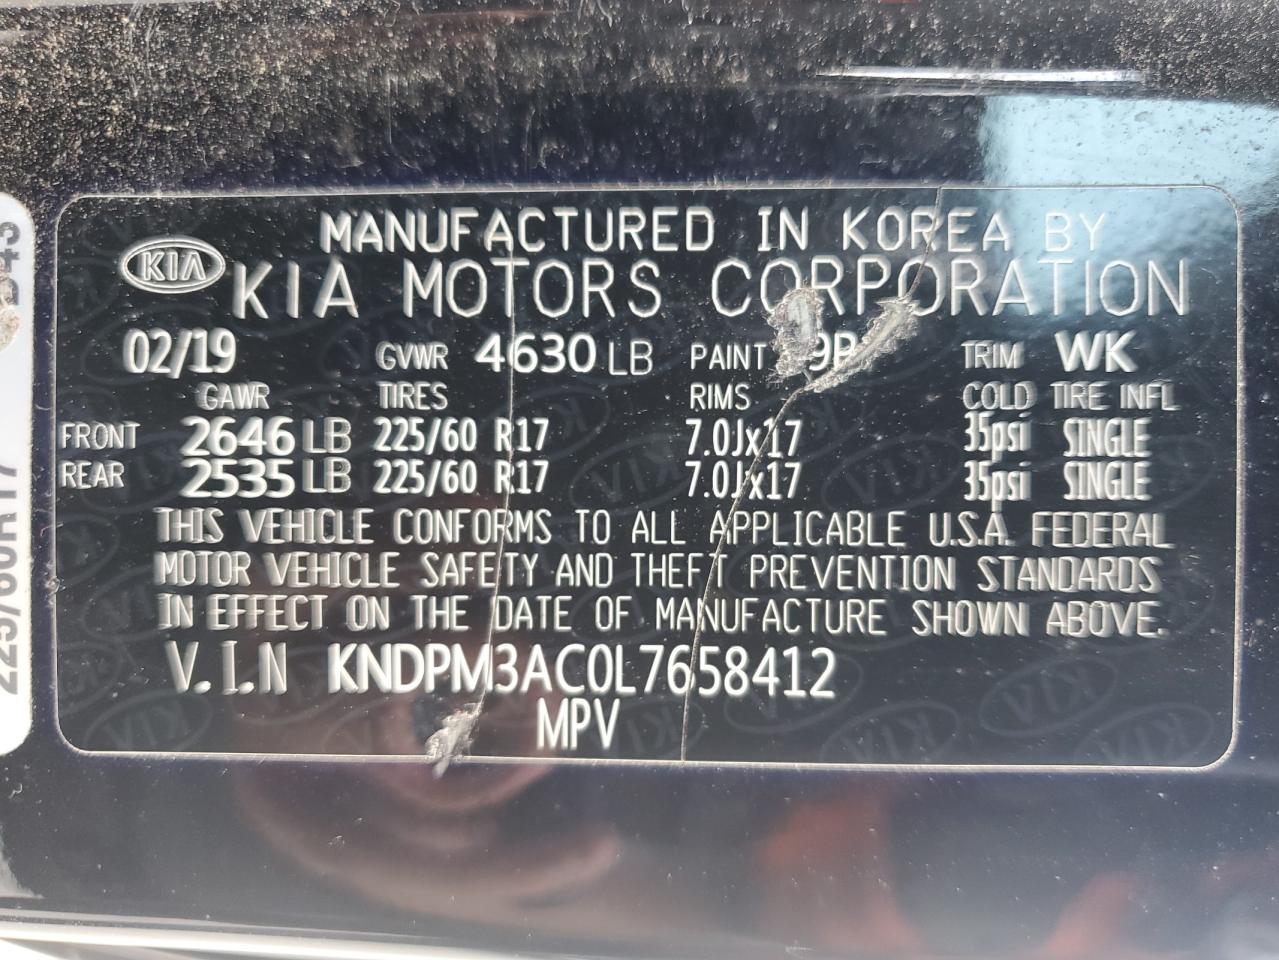 MANUFACTURED IN KOREA BY
KIA KIA MOTORS CORPORATION
02/19 GVWR 4630 LB PAINT TRIM WK
GAWR TIRES RIMS COLD TIRE INFL
FRONT 2646 LB 225/60 R17 7.0Jx17 35psi SINGLE
REAR 2535 LB 225/60 R17 7.0Jx17 35psi SINGLE
THIS VEHICLE CONFORMS TO ALL APPLICABLE U.S.A. FEDERAL
MOTOR VEHICLE SAFETY AND THEFT PREVENTION STANDARDS
IN EFFECT ON THE DATE OF MANUFACTURE SHOWN ABOVE.
V.I.N KNDPM3AC0L7658412
MPV
225/60R17